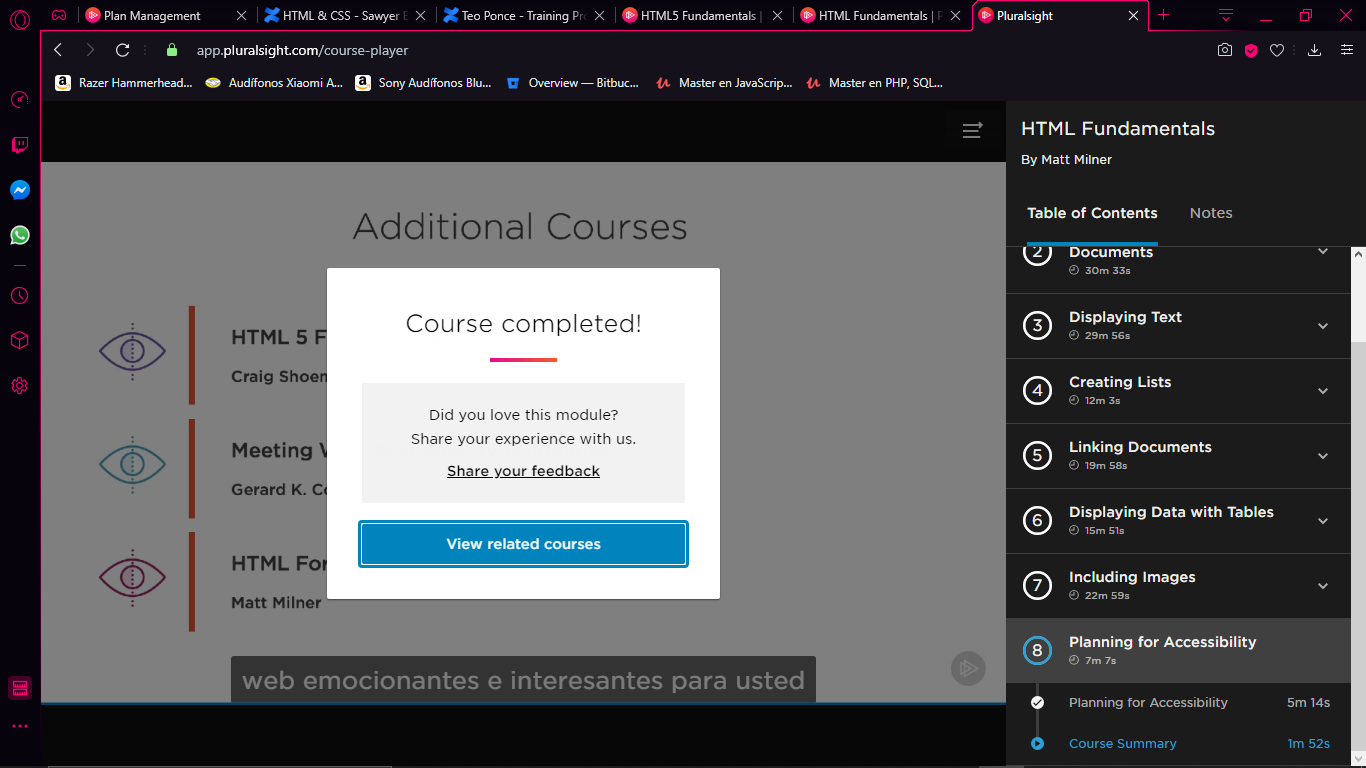 Plan Management
HTML & CSS - Sawyer
Teo Ponce - Training Pr
HTML5 Fundamentals |
HTML Fundamentals | P
Pluralsight
app.pluralsight.com/course-player
Razer Hammerhead...
Audífonos Xiaomi A...
Sony Audífonos Blu...
Overview — Bitbuc...
Master en JavaScrip...
Master en PHP, SQL...
Additional Courses
HTML 5 F
Craig Shoem
Meeting W
Gerard K. Co
HTML For
Matt Milner
Course completed!
Did you love this module?
Share your experience with us.
Share your feedback
View related courses
web emocionantes e interesantes para usted
HTML Fundamentals
By Matt Milner
Table of Contents
Notes
2
Documents
30m 33s
3
Displaying Text
29m 56s
4
Creating Lists
12m 3s
5
Linking Documents
19m 58s
6
Displaying Data with Tables
15m 51s
7
Including Images
22m 59s
8
Planning for Accessibility
7m 7s
Planning for Accessibility
5m 14s
Course Summary
1m 52s